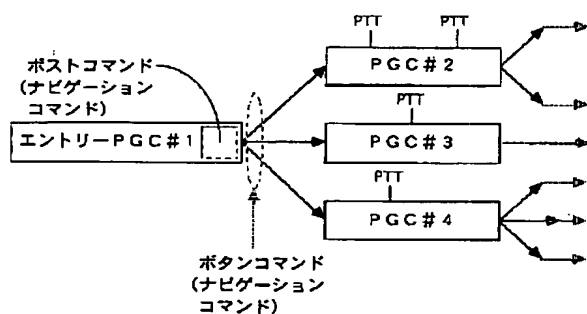 PTT PTT
ポストコマンド
(ナビゲーション
コマンド)
PGC#2
PTT
エントリーPGC#1
PGC#3
PTT
PGC#4
ボタンコマンド
(ナビゲーション
コマンド)